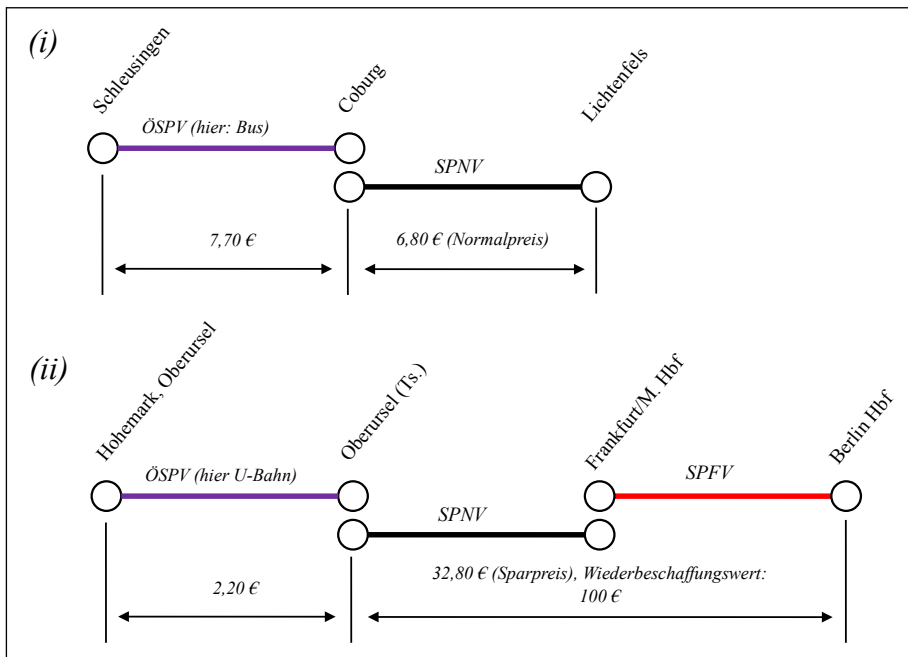 (i)
Schleusingen
Coburg
Lichtenfels
ÖSPV (hier: Bus)
SPNV
7,70 €
6,80 € (Normalpreis)
(ii)
Hohemark, Oberursel
Oberursel (Ts.)
Frankfurt/M. Hbf
Berlin Hbf
ÖSPV (hier U-Bahn)
SPFV
SPNV
2,20 €
32,80 € (Sparpreis), Wiederbeschaffungswert:
100 €